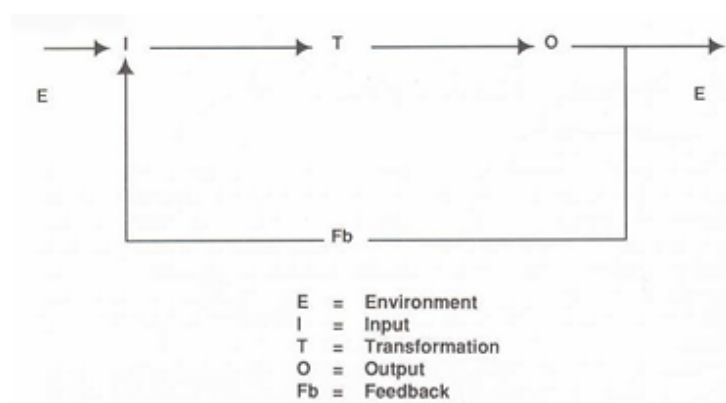 I T O
E E
Fb
E = Environment
I = Input
T = Transformation
O = Output
Fb = Feedback